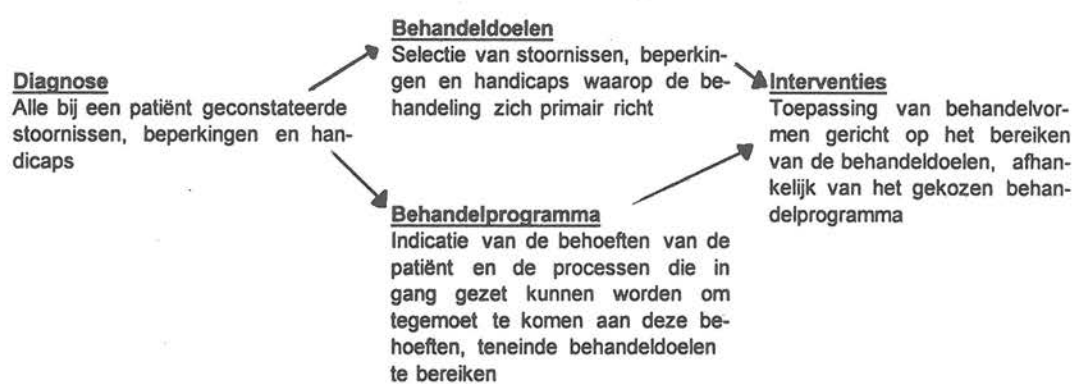 Diagnose
Alle bij een patiënt geconstateerde
stoornissen, beperkingen en han-
dicaps
Behandeldoelen
Selectie van stoornissen, beperkin-
gen en handicaps waarop de be-
handeling zich primair richt
Behandelprogramma
Indicatie van de behoeften van de
patiënt en de processen die in
gang gezet kunnen worden om
tegemoet te komen aan deze be-
hoeften, teneinde behandeldoelen
te bereiken
Interventies
Toepassing van behandelvor-
men gericht op het bereiken
van de behandeldoelen, afhan-
kelijk van het gekozen behan-
delprogramma